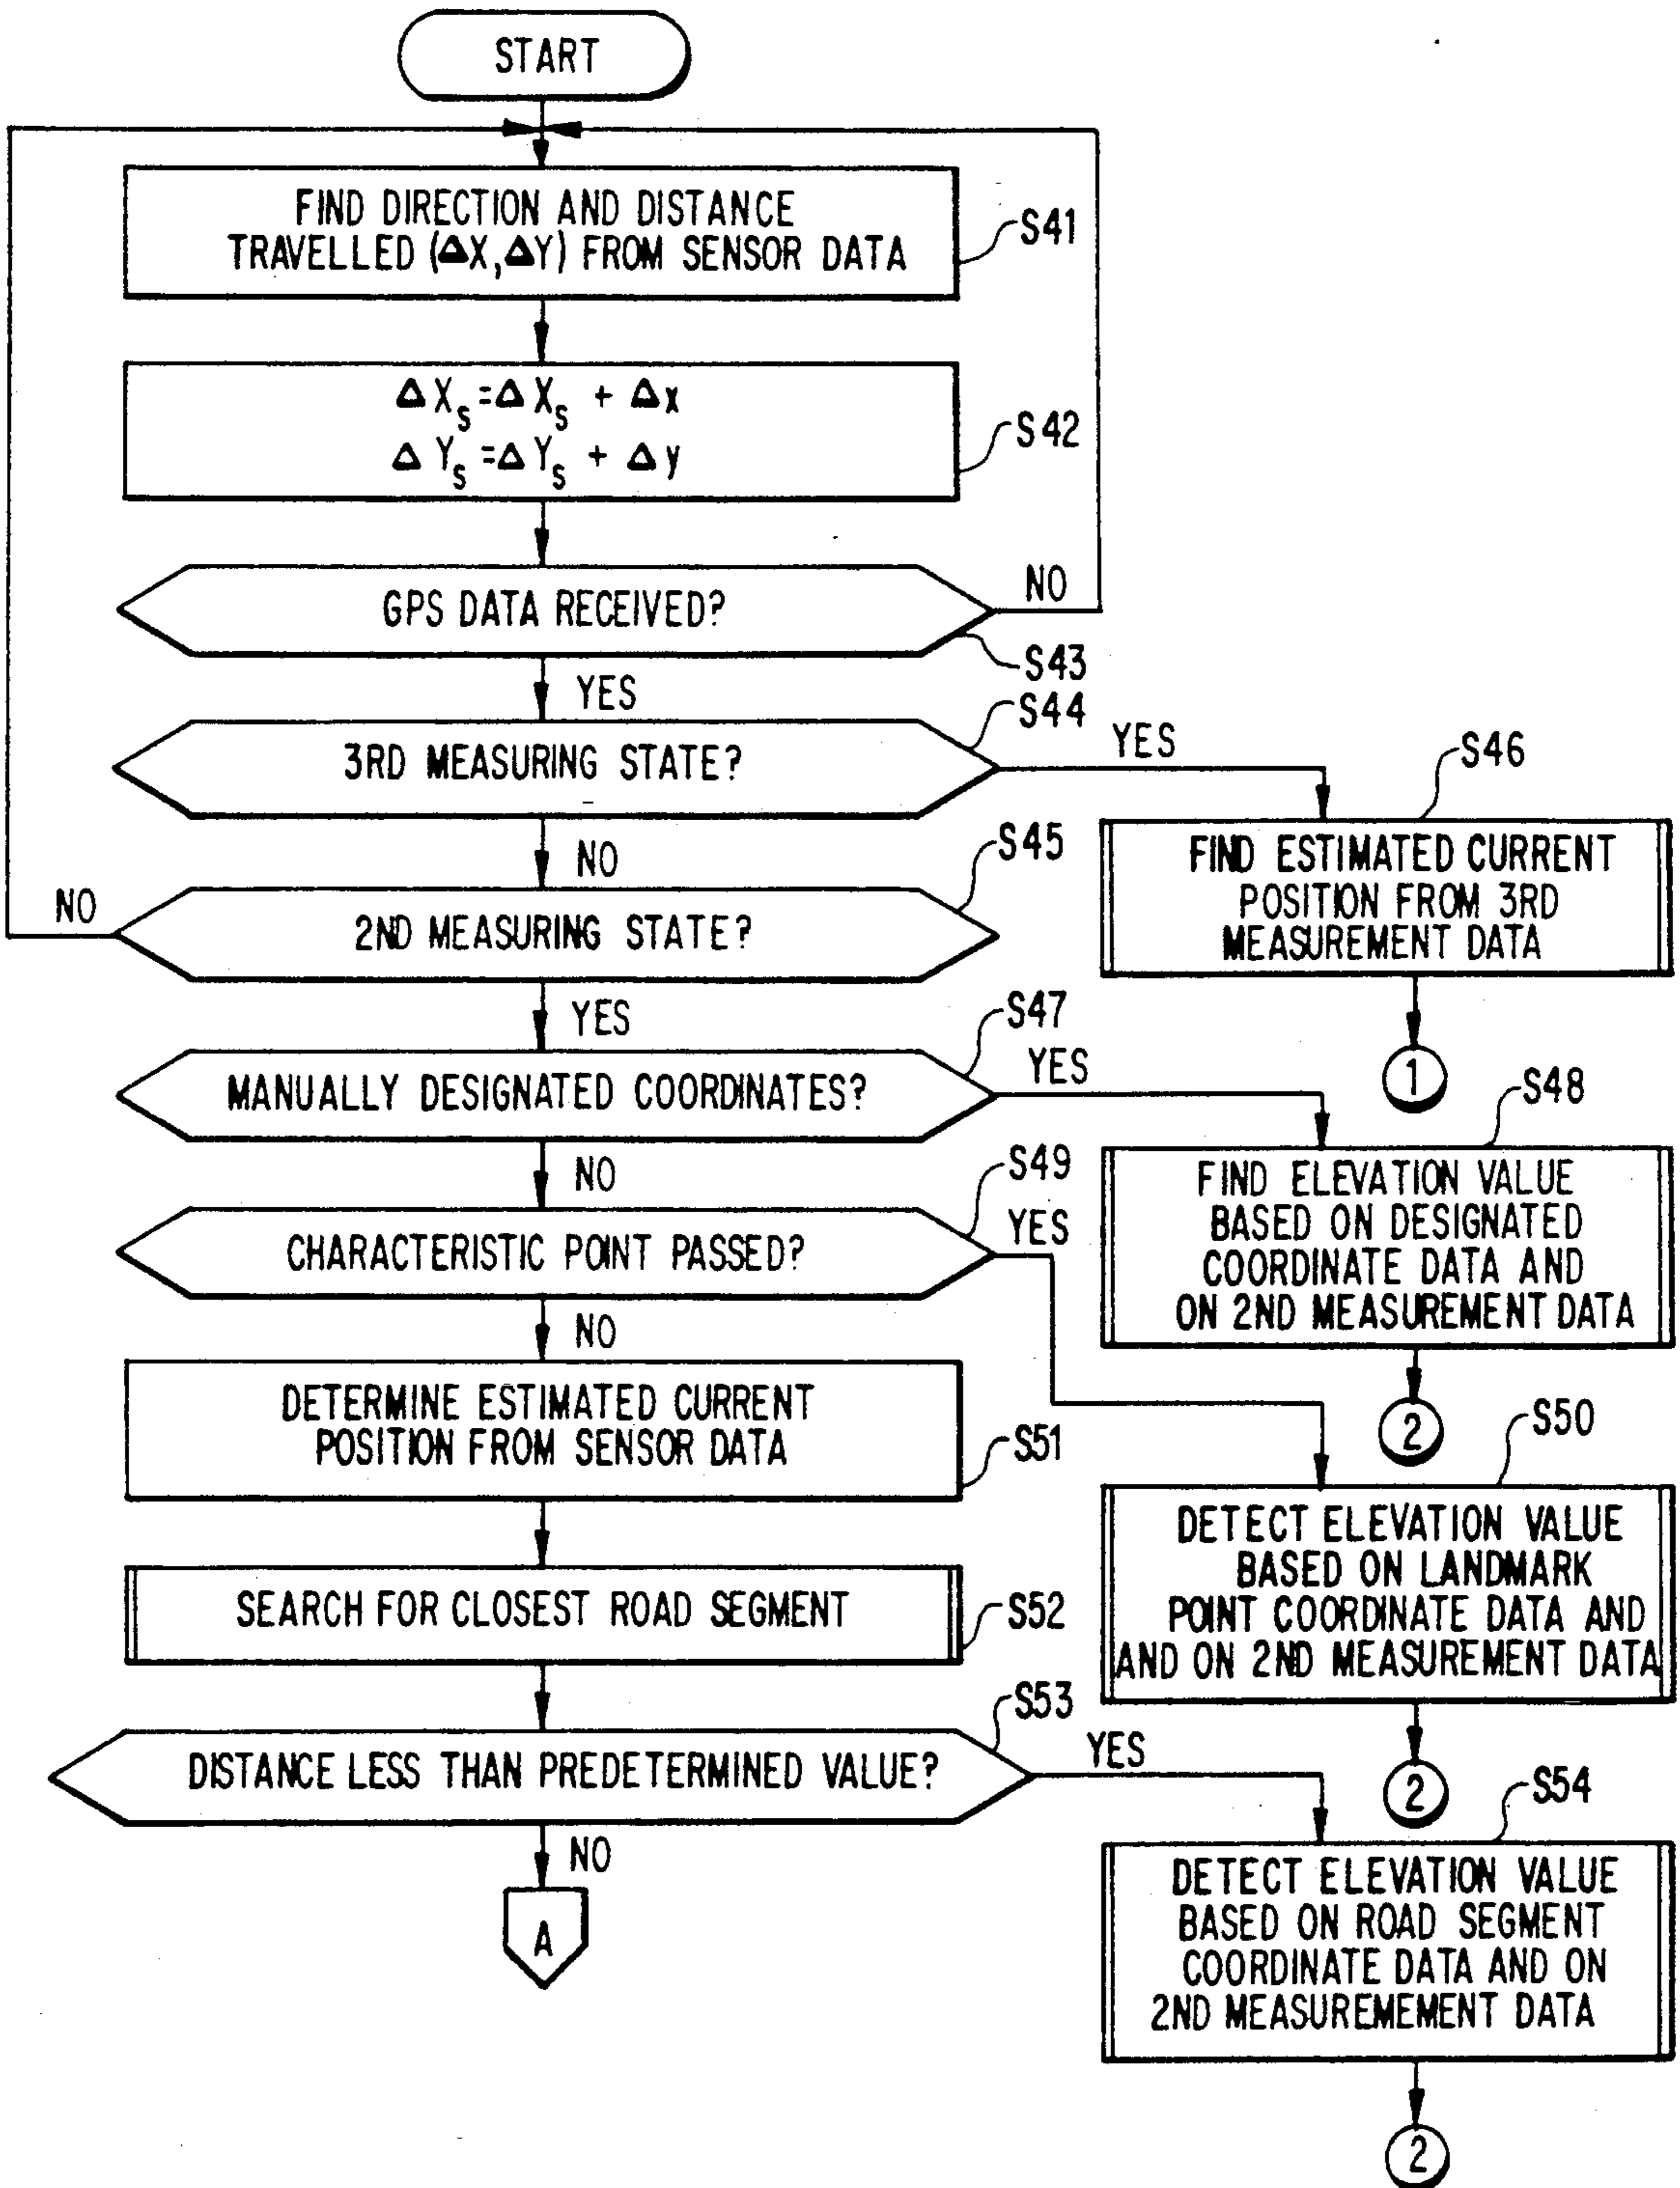 START
FIND DIRECTION AND DISTANCE
TRAVELLED (ΔX,ΔY) FROM SENSOR DATA
S41
ΔX_s=ΔX_s + Δx
ΔY_s=ΔY_s + Δy
S42
GPS DATA RECEIVED?
NO
S43
YES
3RD MEASURING STATE?
S44
YES
S46
FIND ESTIMATED CURRENT
POSITION FROM 3RD
MEASUREMENT DATA
1
NO
S45
2ND MEASURING STATE?
NO
YES
S47
MANUALLY DESIGNATED COORDINATES?
YES
S48
FIND ELEVATION VALUE
BASED ON DESIGNATED
COORDINATE DATA AND
ON 2ND MEASUREMENT DATA
2
NO
S49
CHARACTERISTIC POINT PASSED?
YES
S50
DETECT ELEVATION VALUE
BASED ON LANDMARK
POINT COORDINATE DATA AND
AND ON 2ND MEASUREMENT DATA
2
NO
DETERMINE ESTIMATED CURRENT
POSITION FROM SENSOR DATA
S51
SEARCH FOR CLOSEST ROAD SEGMENT
S52
S53
DISTANCE LESS THAN PREDETERMINED VALUE?
YES
S54
DETECT ELEVATION VALUE
BASED ON ROAD SEGMENT
COORDINATE DATA AND ON
2ND MEASUREMEMENT DATA
2
NO
A